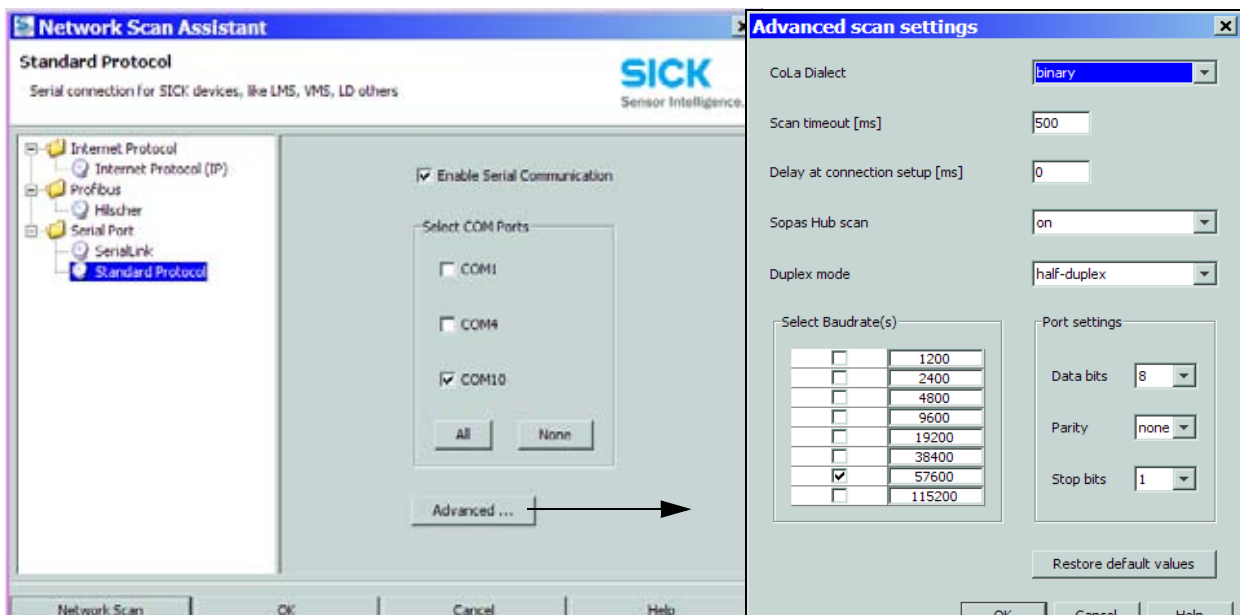 Network Scan Assistant
Standard Protocol
Serial connection for SICK devices, like LMS, VMS, LD others
SICK
Sensor Intelligence.
Internet Protocol
Internet Protocol (IP)
Profibus
Hilscher
Serial Port
SerialLink
Standard Protocol
Enable Serial Communication
Select COM Ports
COM1
COM4
COM10
All
None
Advanced ...
Network Scan
OK
Cancel
Help
Advanced scan settings
CoLa Dialect
binary
Scan timeout [ms]
500
Delay at connection setup [ms]
0
Sopas Hub scan
on
Duplex mode
half-duplex
Select Baudrate(s)
1200
2400
4800
9600
19200
38400
57600
115200
Port settings
Data bits
8
Parity
none
Stop bits
1
Restore default values
OK
Cancel
Help